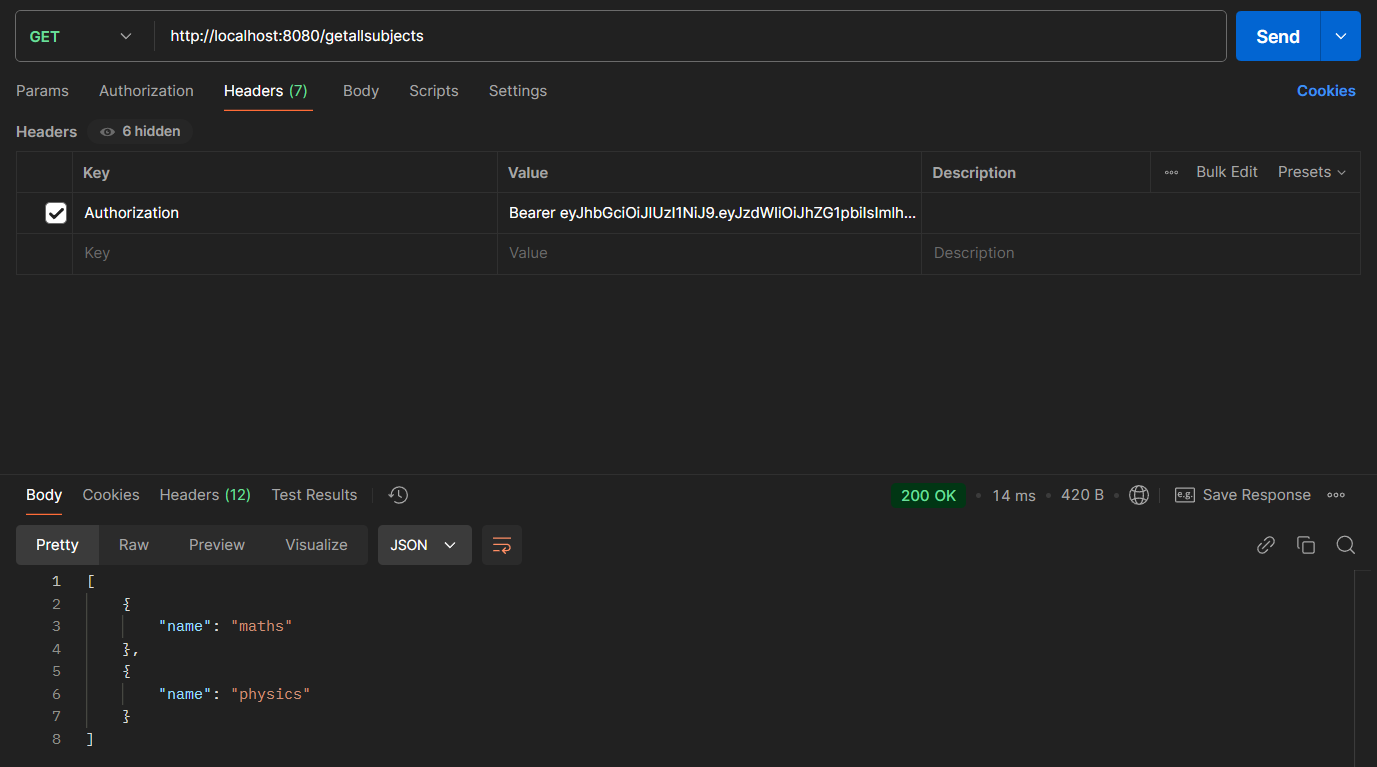 GET http://localhost:8080/getallsubjects Send
Params Authorization Headers (7) Body Scripts Settings Cookies
Headers 6 hidden
Key Value Description Bulk Edit Presets
Authorization Bearer eyJhbGciOiJIUzI1NiJ9.eyJzdWIiOiJhZG1pbiIsImlh...
Key Value Description
Body Cookies Headers (12) Test Results 200 OK 14 ms 420 B e.g. Save Response
Pretty Raw Preview Visualize JSON
1 [
2 {
3 "name": "maths"
4 },
5 {
6 "name": "physics"
7 }
8 ]